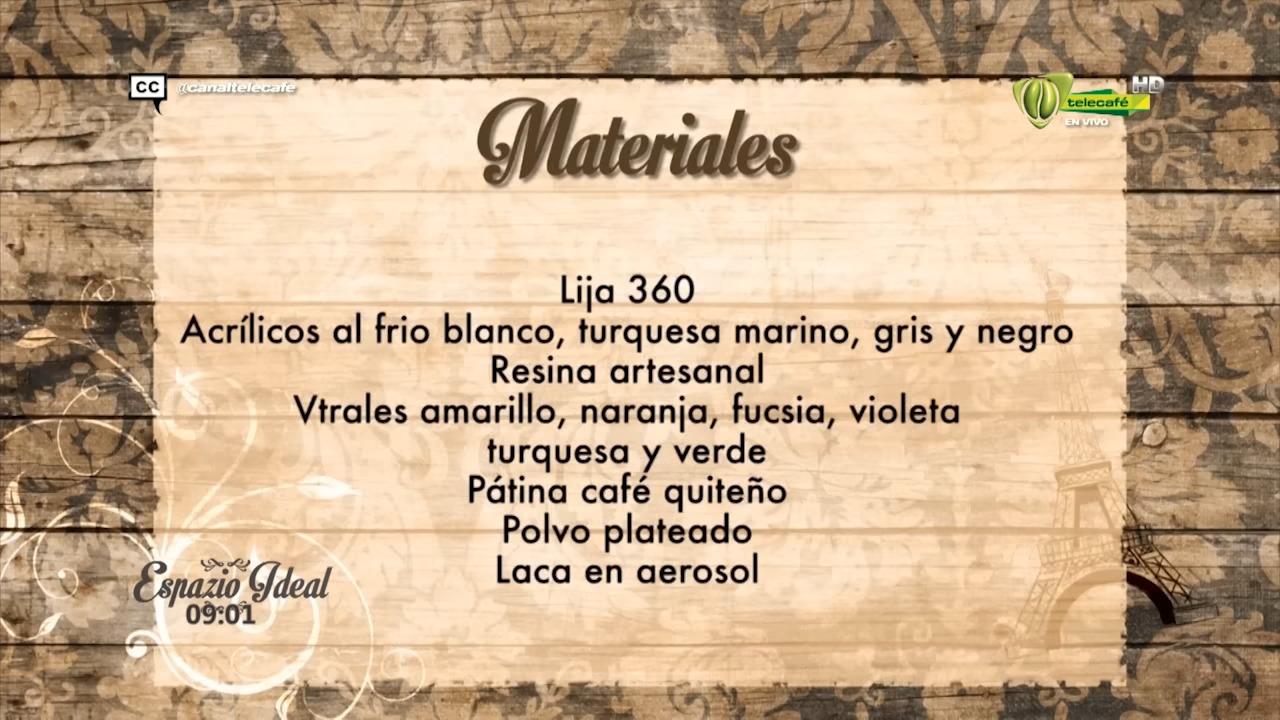 CC @canaltelecafe
HD
telecafé
EN VIVO
Materiales
Lija 360
Acrílicos al frio blanco, turquesa marino, gris y negro
Resina artesanal
Vtrales amarillo, naranja, fucsia, violeta
turquesa y verde
Pátina café quiteño
Polvo plateado
Laca en aerosol
Espazio Ideal
09:01